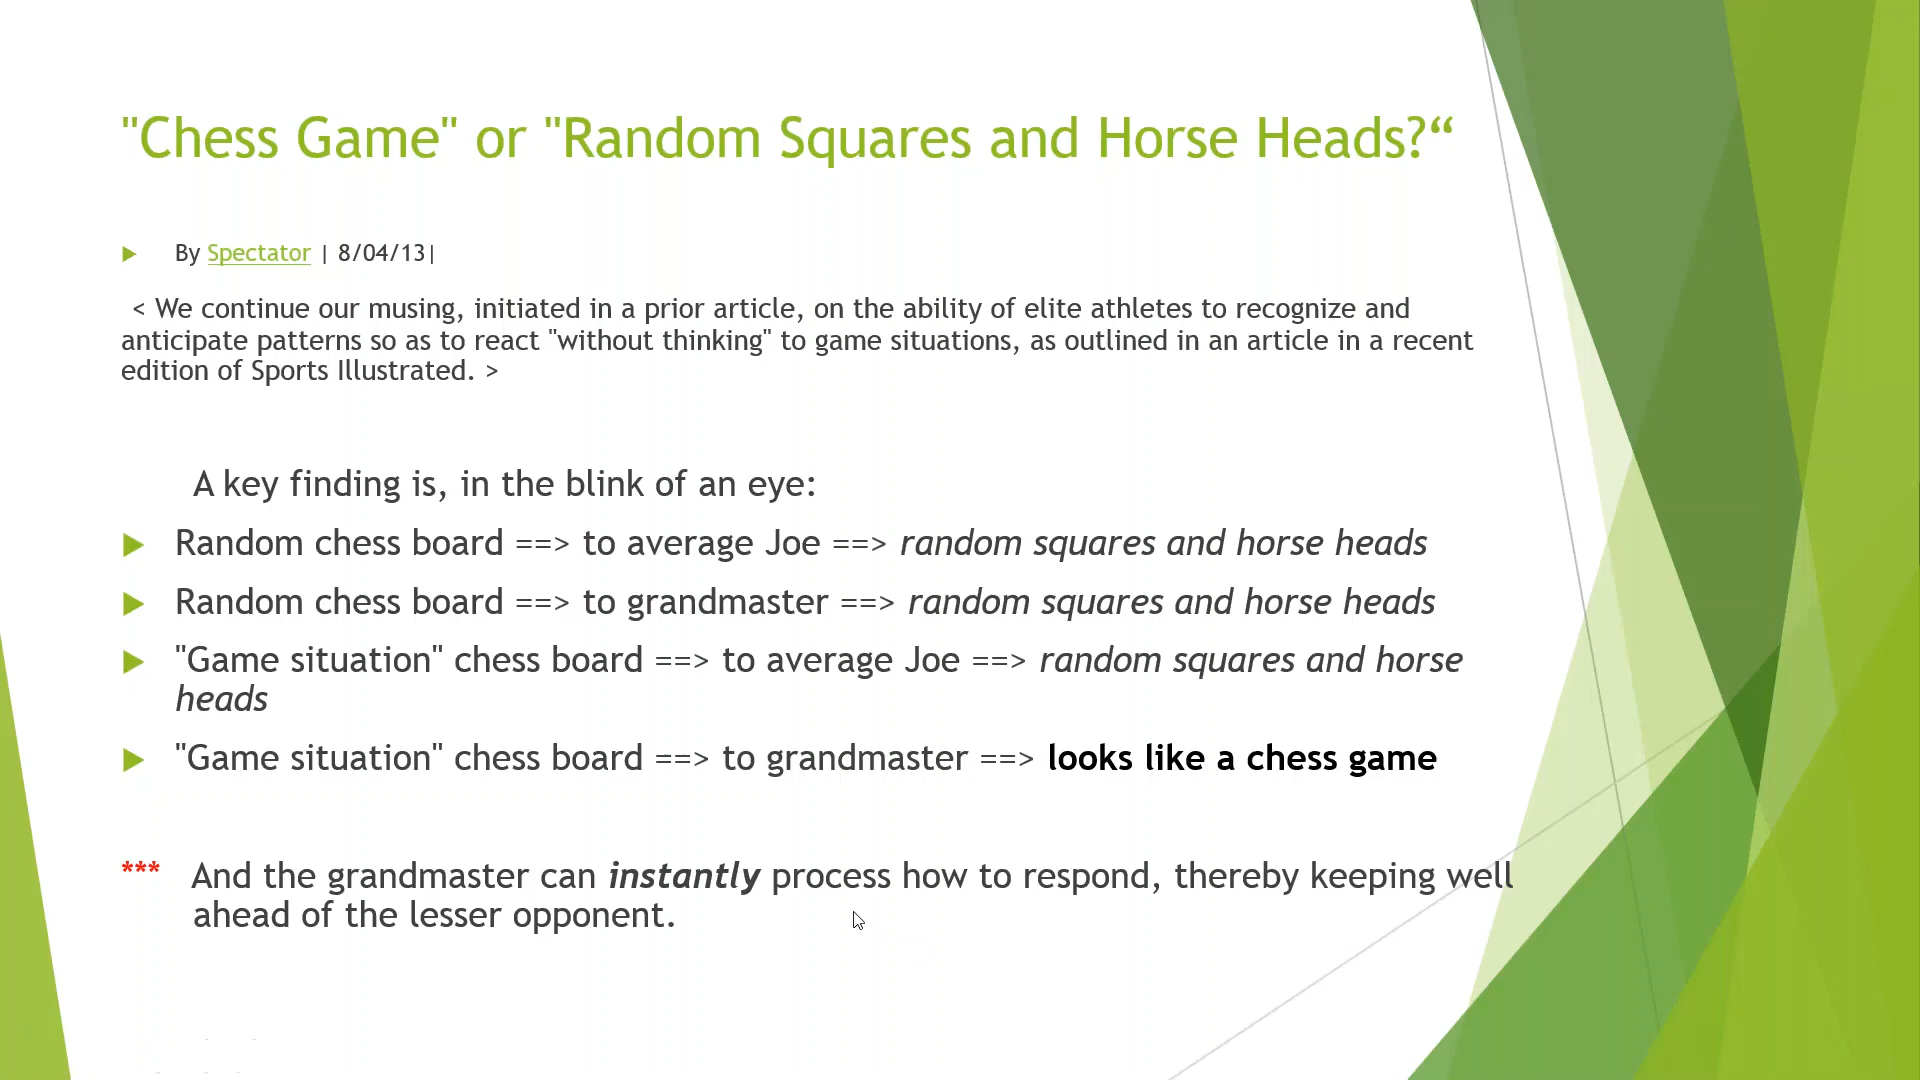 "Chess Game" or "Random Squares and Horse Heads?“
By Spectator | 8/04/13|
< We continue our musing, initiated in a prior article, on the ability of elite athletes to recognize and
anticipate patterns so as to react "without thinking" to game situations, as outlined in an article in a recent
edition of Sports Illustrated. >
A key finding is, in the blink of an eye:
Random chess board ==> to average Joe ==> random squares and horse heads
Random chess board ==> to grandmaster ==> random squares and horse heads
"Game situation" chess board ==> to average Joe ==> random squares and horse
heads
"Game situation" chess board ==> to grandmaster ==> looks like a chess game
*** And the grandmaster can instantly process how to respond, thereby keeping well
ahead of the lesser opponent.